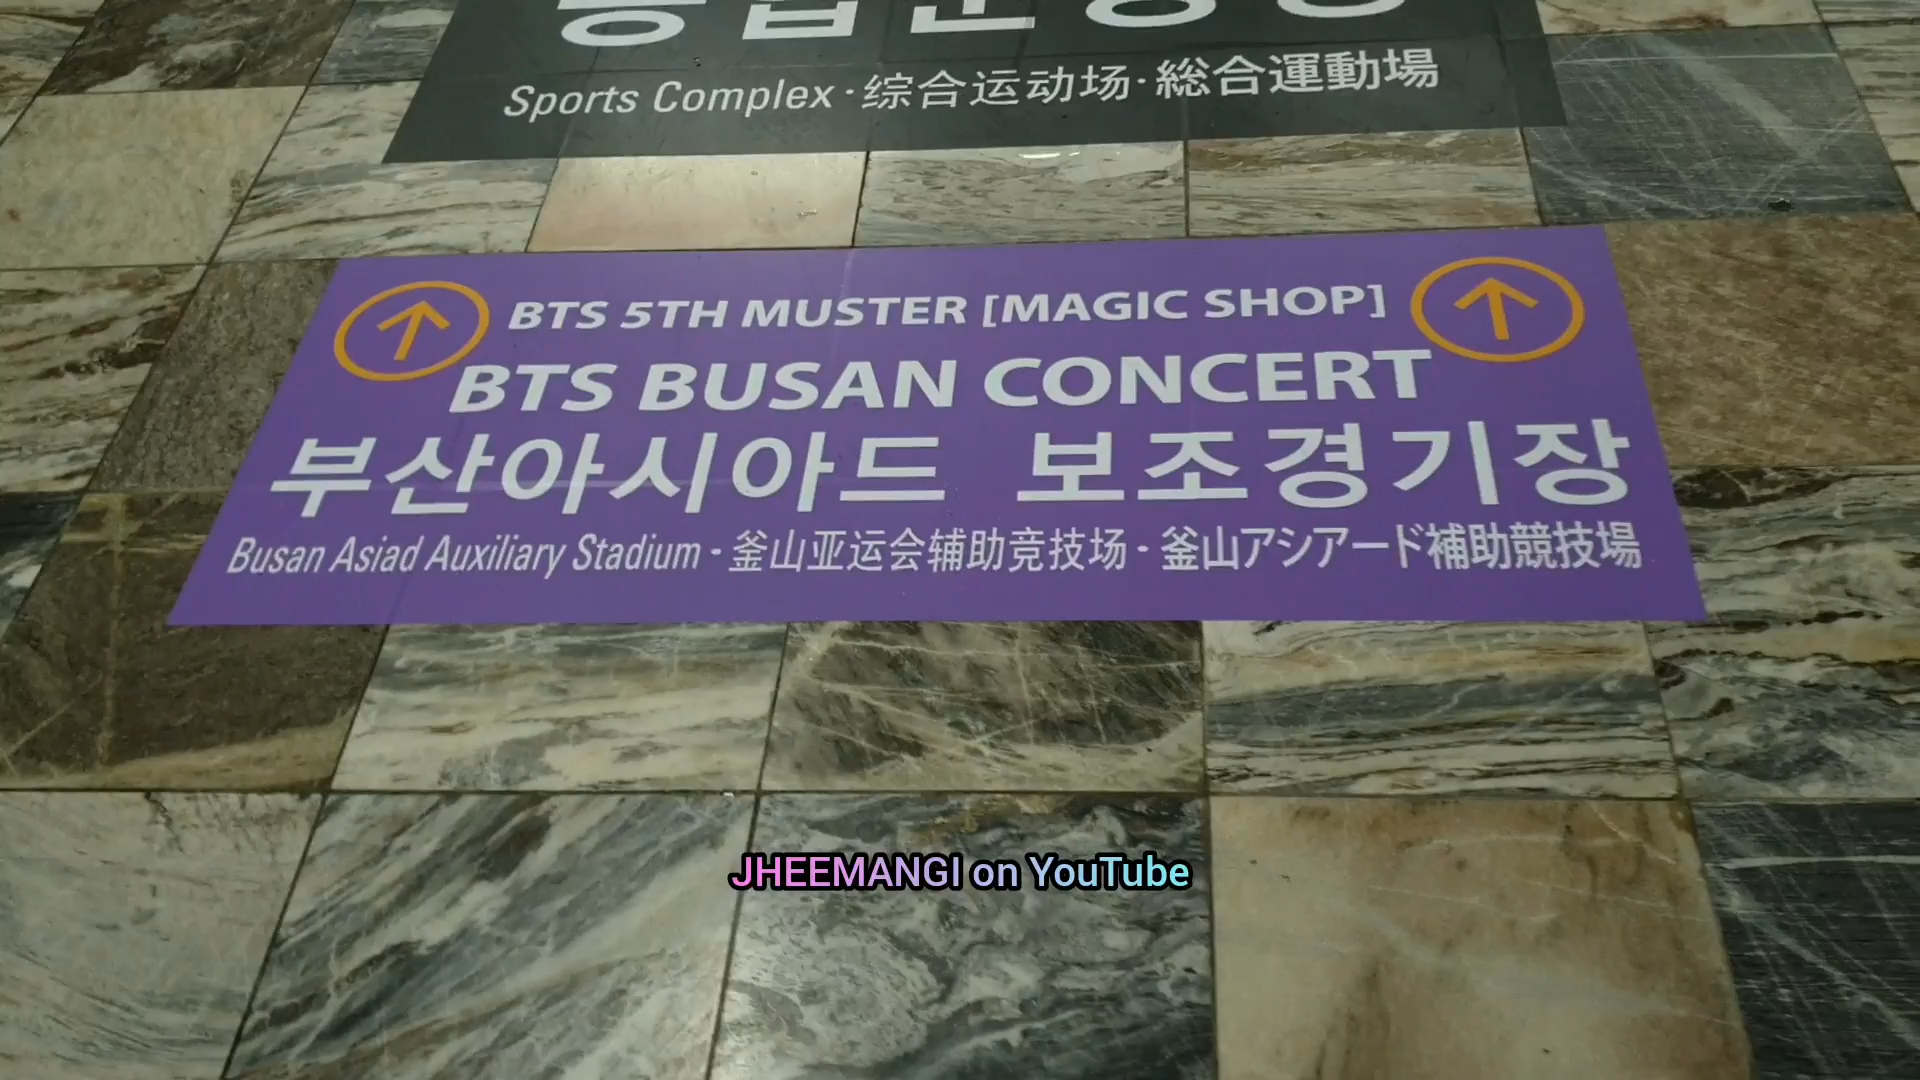 Sports Complex · 综合运动场 · 総合運動場
BTS 5TH MUSTER [MAGIC SHOP]
BTS BUSAN CONCERT
부산아시아드 보조경기장
Busan Asiad Auxiliary Stadium - 釜山亚运会辅助竞技场 - 釜山アシアード補助競技場
JHEEMANGI on YouTube